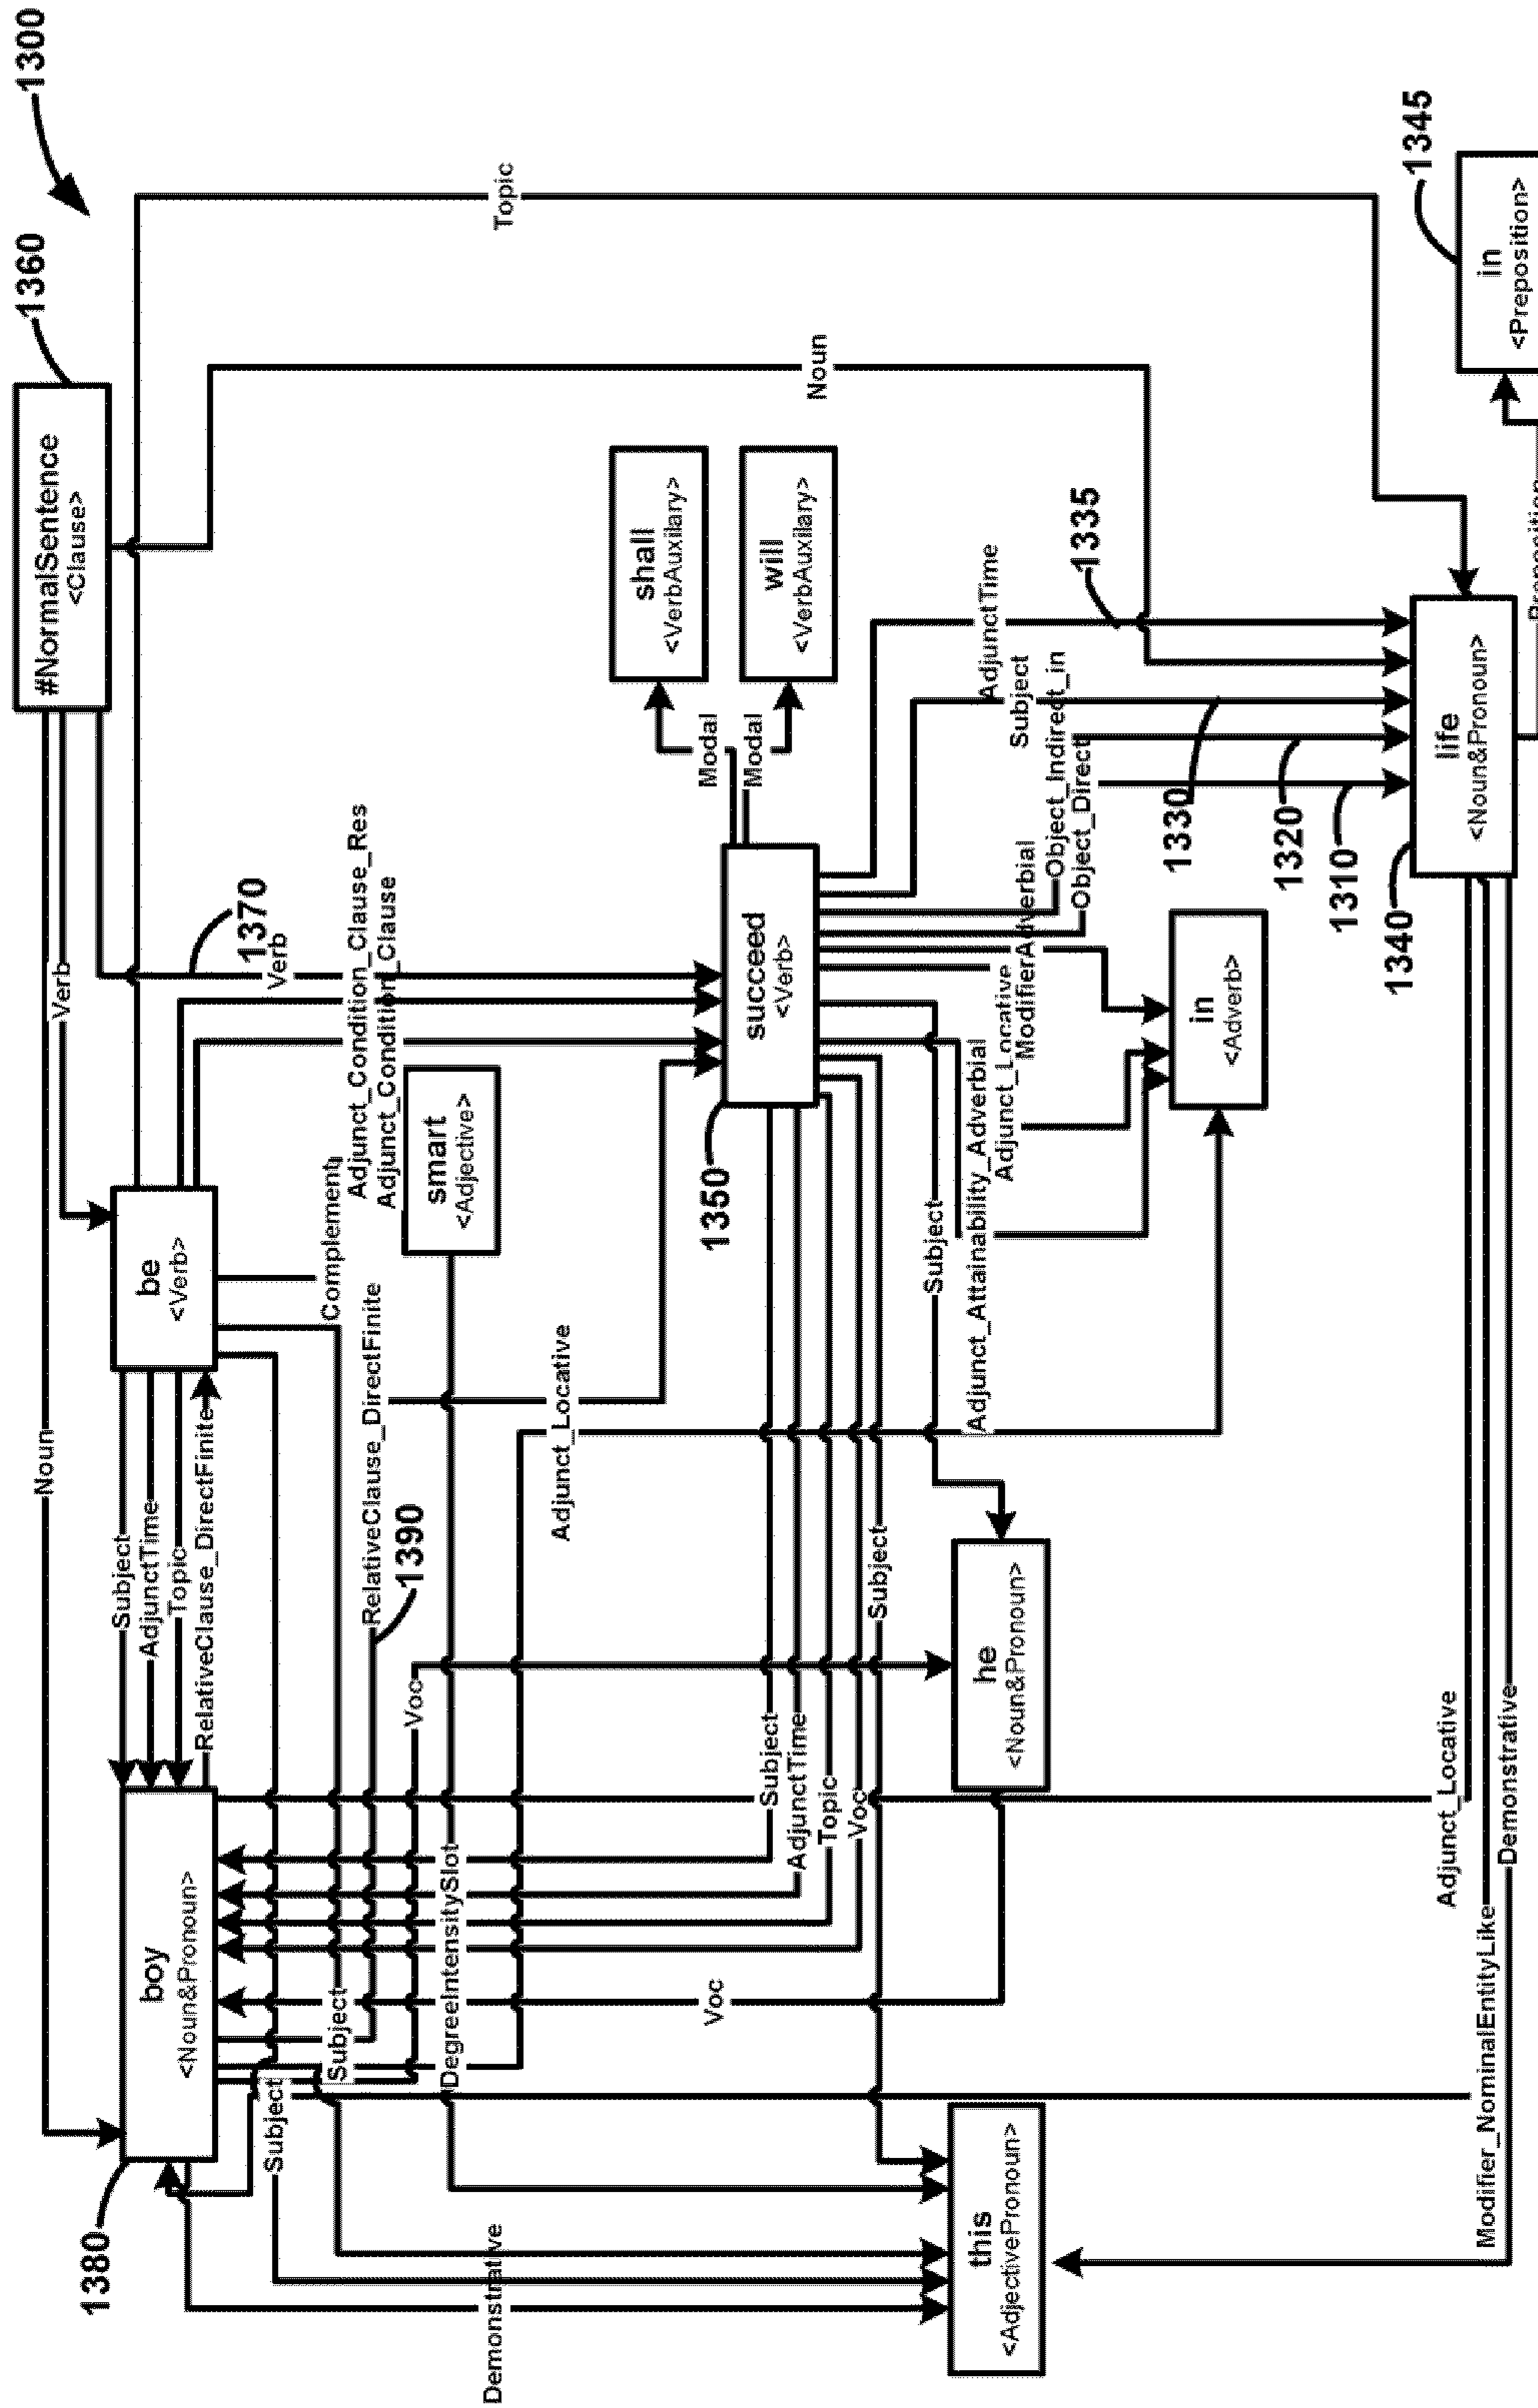 1300
1360
#NormalSentence
<Clause>
Noun
Verb
1380
boy
<Noun&Pronoun>
Subject
AdjunctTime
Topic
RelativeClause_DirectFinite
be
<Verb>
1370
Verb
Subject
Subject
Complement
Adjunct_Condition_Clause_Res
Adjunct_Condition_Clause
RelativeClause_DirectFinite
1390
Voc
smart
<Adjective>
DegreeIntensitySlot
Demonstrative
Topic
Adjunct_Locative
shall
<VerbAuxilary>
Modal
Modal
will
<VerbAuxilary>
Voc
1350
succeed
<Verb>
Subject
AdjunctTime
Topic
Voc
Noun
Subject
Subject
this
<AdjectivePronoun>
he
<Noun&Pronoun>
Adjunct_Attainability_Adverbial
Adjunct_Locative
ModifierAdverbial
AdjunctTime
Subject
Object_Indirect_in
Object_Direct
1335
1330
1320
1310
in
<Adverb>
1340
life
<Noun&Pronoun>
1345
in
<Preposition>
Adjunct_Locative
Modifier_NominalEntityLike
Demonstrative